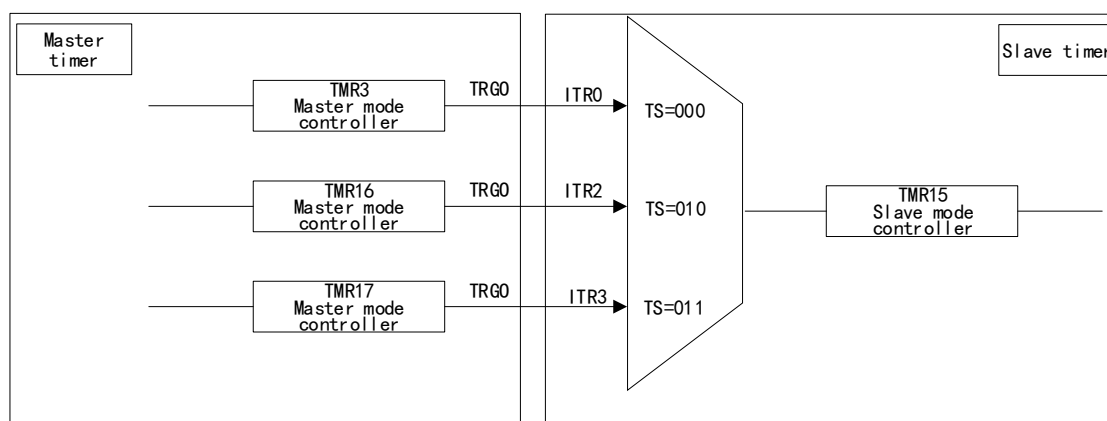 Master
timer
Slave timer
TMR3
Master mode
controller
TRGO
ITR0
TS=000
TMR16
Master mode
controller
TRGO
ITR2
TS=010
TMR15
Slave mode
controller
TMR17
Master mode
controller
TRGO
ITR3
TS=011